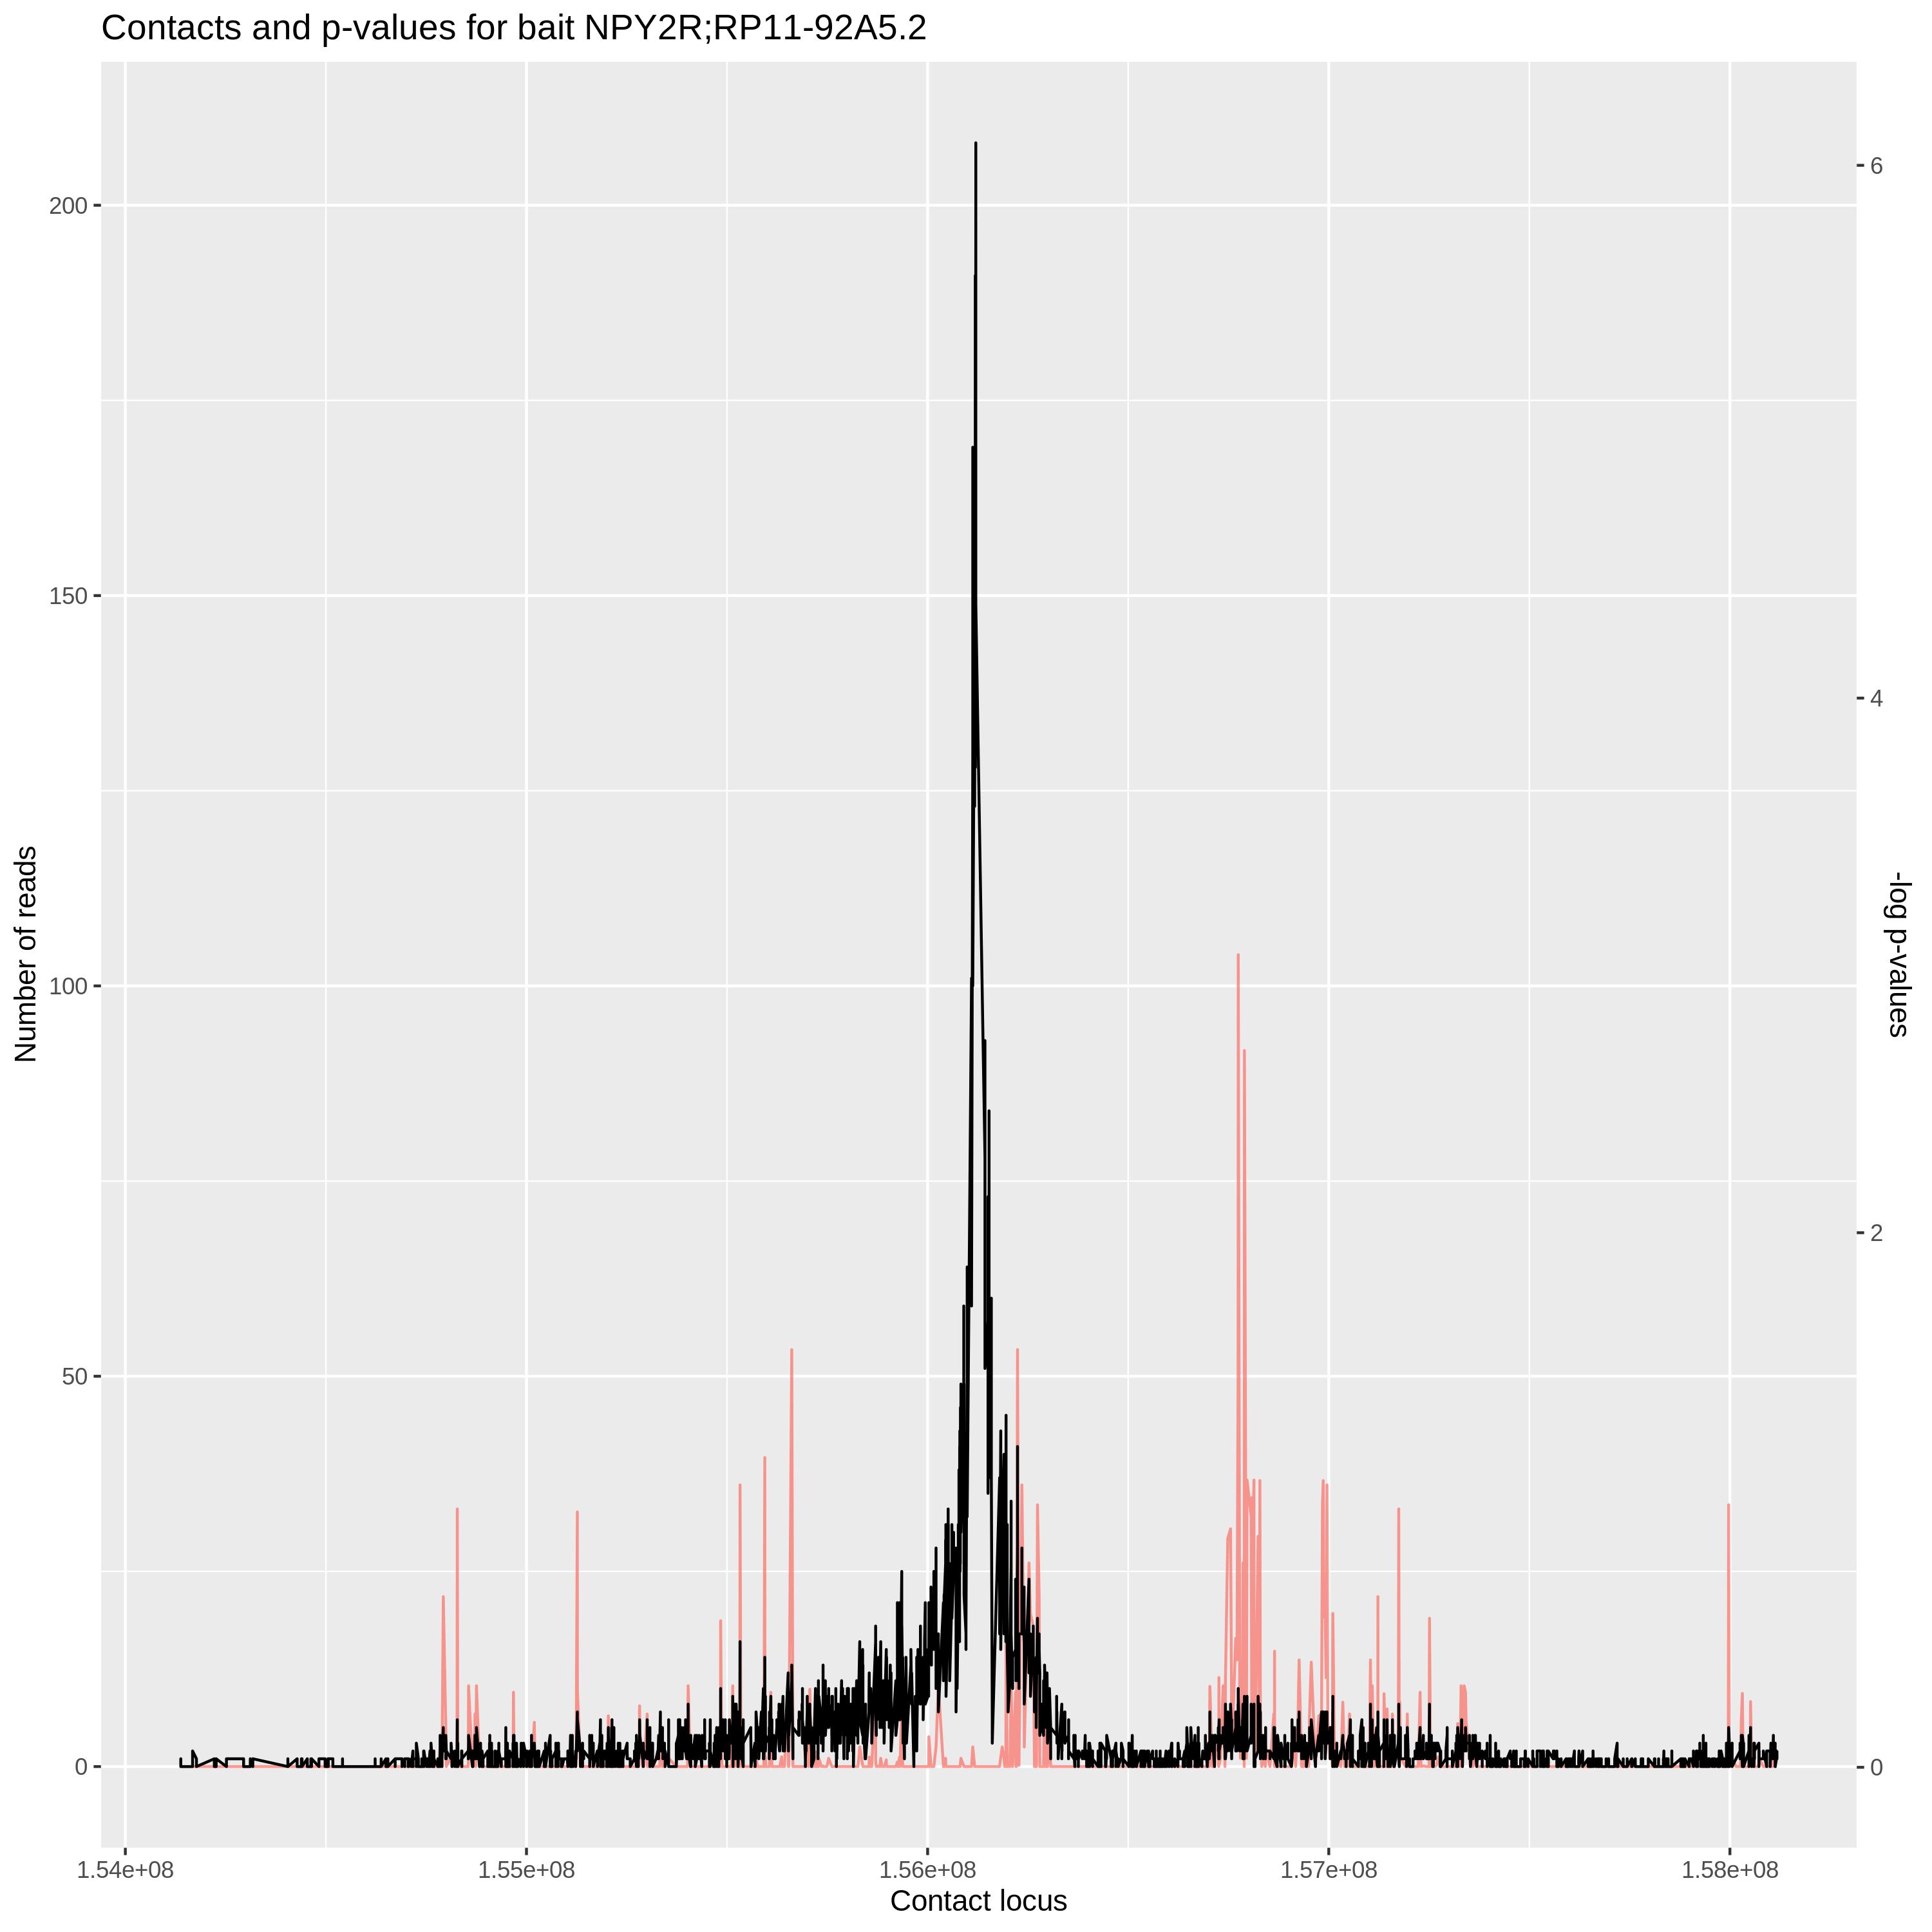 Contacts and p-values for bait NPY2R;RP11-92A5.2
200
150
100
50
0
Number of reads
6
4
2
0
-log p-values
1.54e+08
1.55e+08
1.56e+08
1.57e+08
1.58e+08
Contact locus